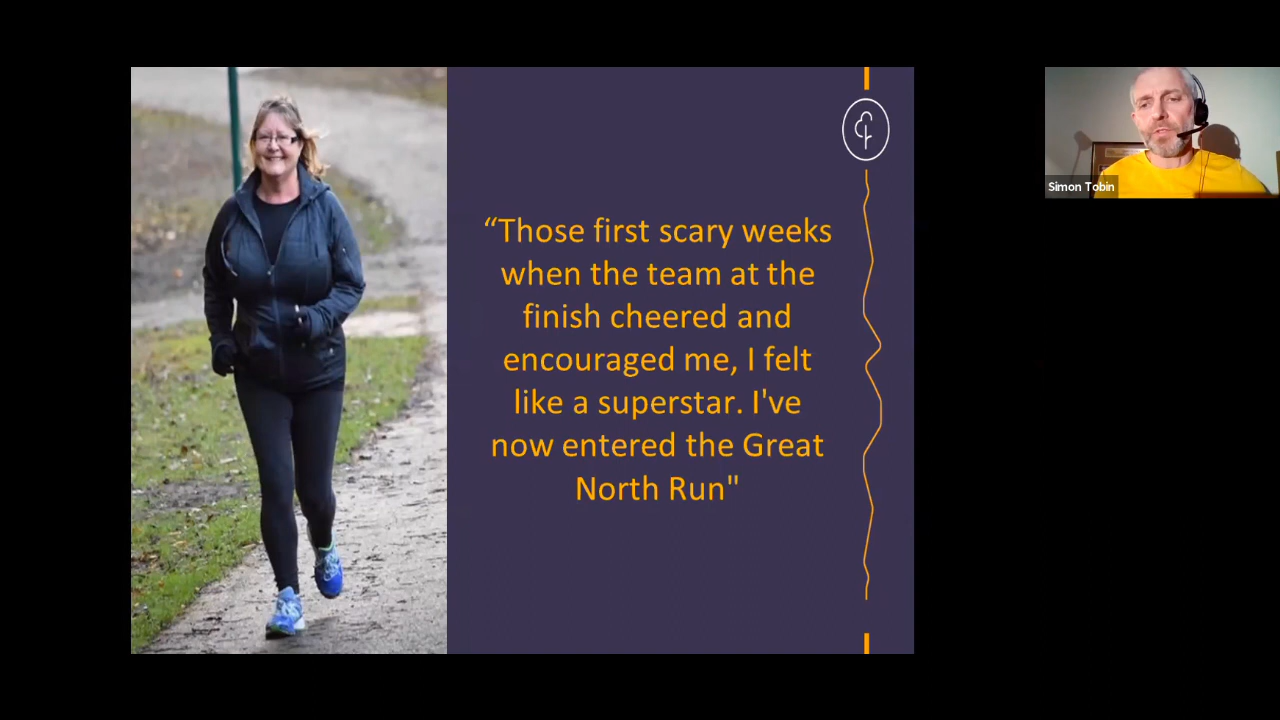 “Those first scary weeks
when the team at the
finish cheered and
encouraged me, I felt
like a superstar. I've
now entered the Great
North Run"
Simon Tobin